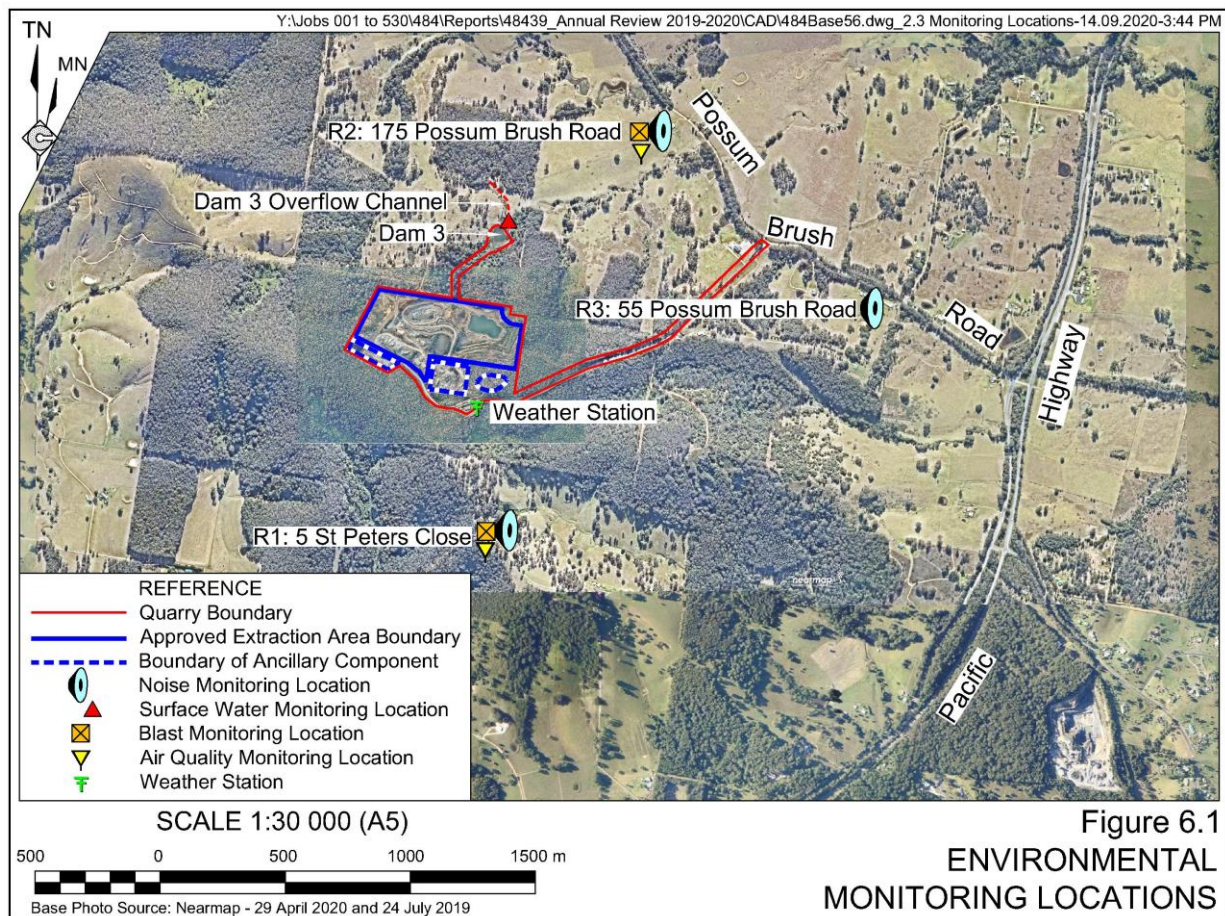 Y:\Jobs 001 to 530\484\Reports\48439_Annual Review 2019-2020\CAD\484Base56.dwg_2.3 Monitoring Locations-14.09.2020-3:44 PM
TN
MN
R2: 175 Possum Brush Road
Possum
Dam 3 Overflow Channel
Dam 3
Brush
R3: 55 Possum Brush Road
Road
Highway
Weather Station
R1: 5 St Peters Close
nearmap
Pacific
REFERENCE
Quarry Boundary
Approved Extraction Area Boundary
Boundary of Ancillary Component
Noise Monitoring Location
Surface Water Monitoring Location
Blast Monitoring Location
Air Quality Monitoring Location
Weather Station
SCALE 1:30 000 (A5)
500 0 500 1000 1500 m
Base Photo Source: Nearmap - 29 April 2020 and 24 July 2019
Figure 6.1
ENVIRONMENTAL
MONITORING LOCATIONS